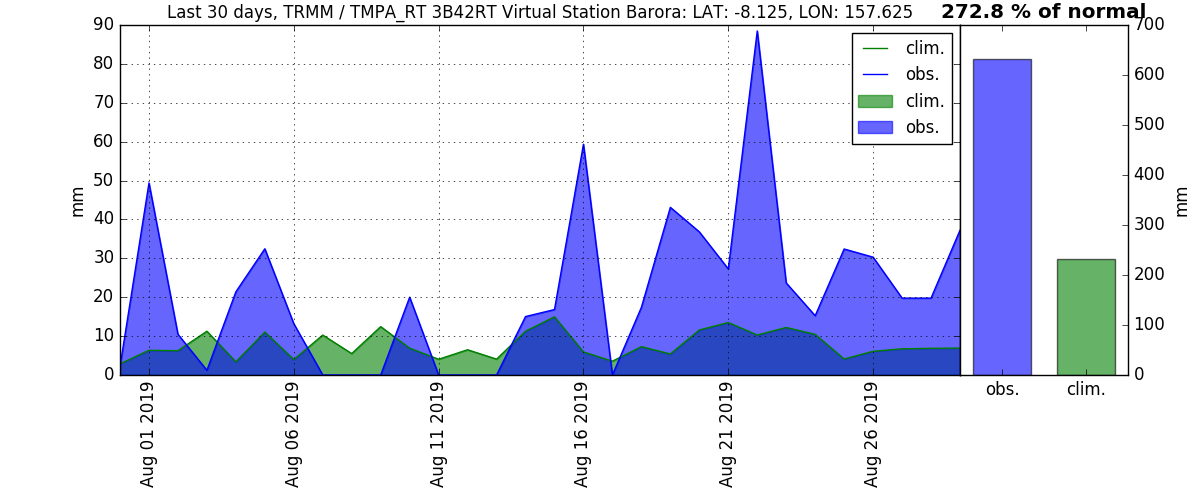 Last 30 days, TRMM / TMPA_RT 3B42RT Virtual Station Barora: LAT: -8.125, LON: 157.625
272.8 % of normal
90
80
70
60
50
40
30
20
10
0
mm
clim.
obs.
clim.
obs.
700
600
500
400
300
200
100
0
mm
Aug 01 2019
Aug 06 2019
Aug 11 2019
Aug 16 2019
Aug 21 2019
Aug 26 2019
obs.
clim.